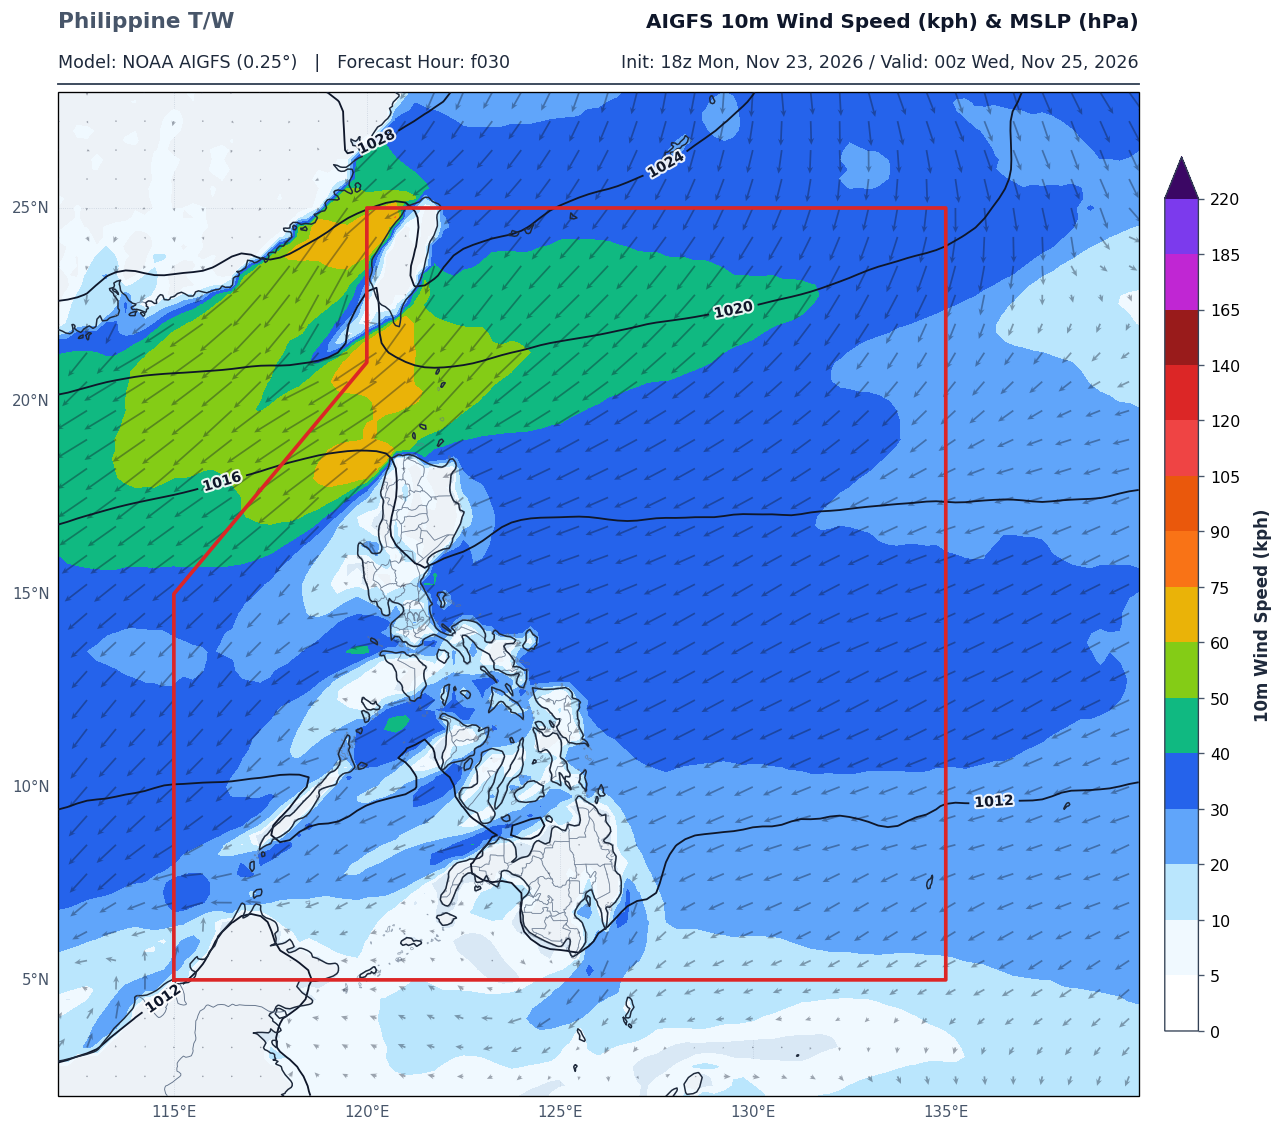 Philippine T/W
AIGFS 10m Wind Speed (kph) & MSLP (hPa)
Model: NOAA AIGFS (0.25°) | Forecast Hour: f030
Init: 18z Mon, Nov 23, 2026 / Valid: 00z Wed, Nov 25, 2026
1028
1024
1020
1016
1012
1012
25°N
20°N
15°N
10°N
5°N
115°E
120°E
125°E
130°E
135°E
220
185
165
140
120
105
90
75
60
50
40
30
20
10
5
0
10m Wind Speed (kph)